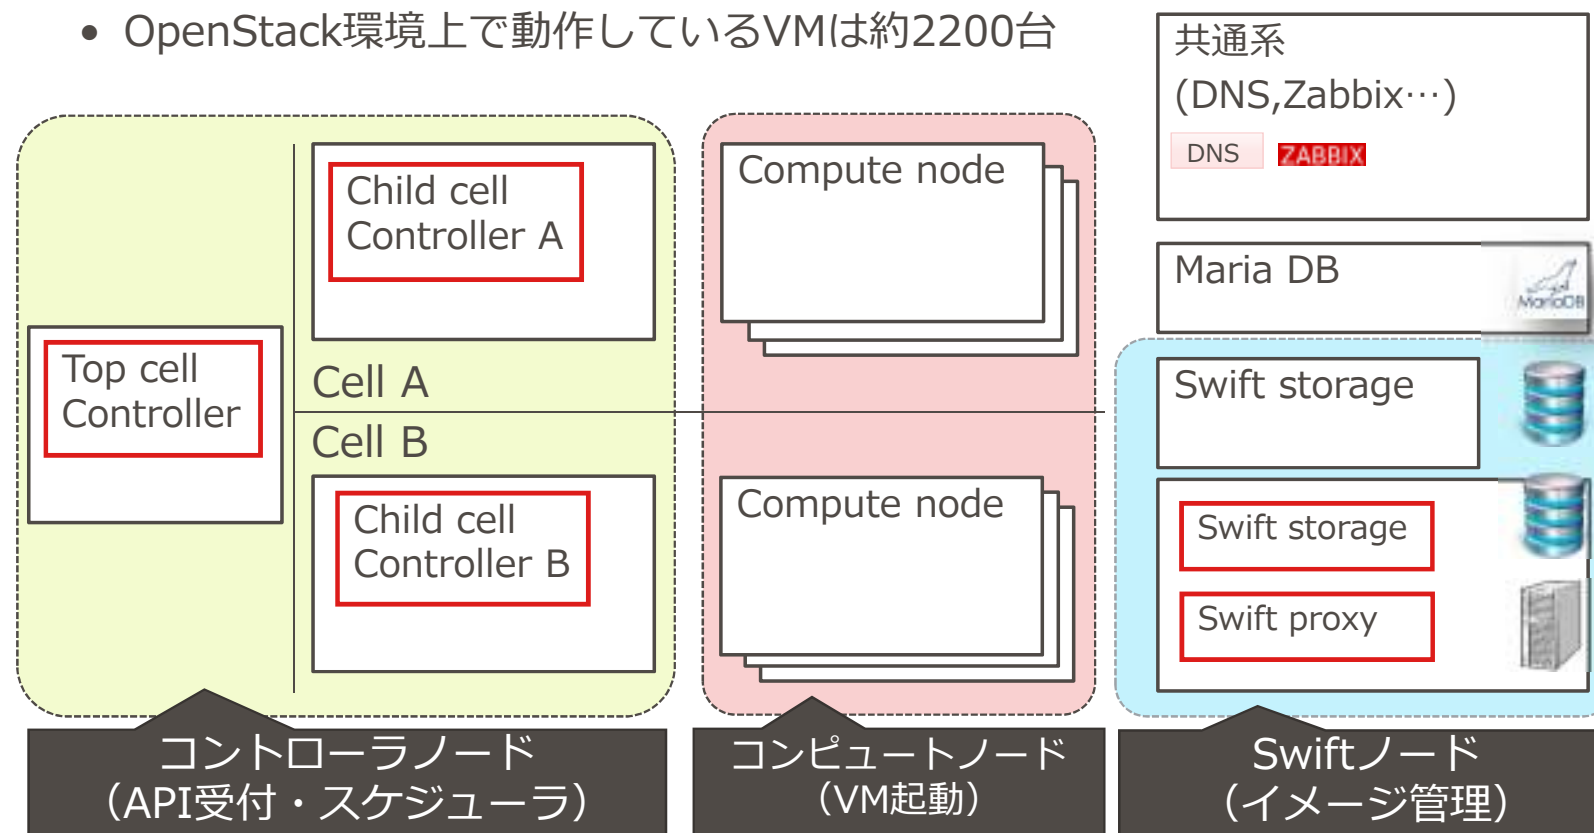 • OpenStack環境上で動作しているVMは約2200台
共通系
(DNS,Zabbix…)
DNS
ZABBIX
Child cell
Controller A
Compute node
Maria DB
MariaDB
Top cell
Controller
Cell A
Cell B
Swift storage
Child cell
Controller B
Compute node
Swift storage
Swift proxy
コントローラノード
（API受付・スケジューラ）
コンピュートノード
（VM起動）
Swiftノード
（イメージ管理）